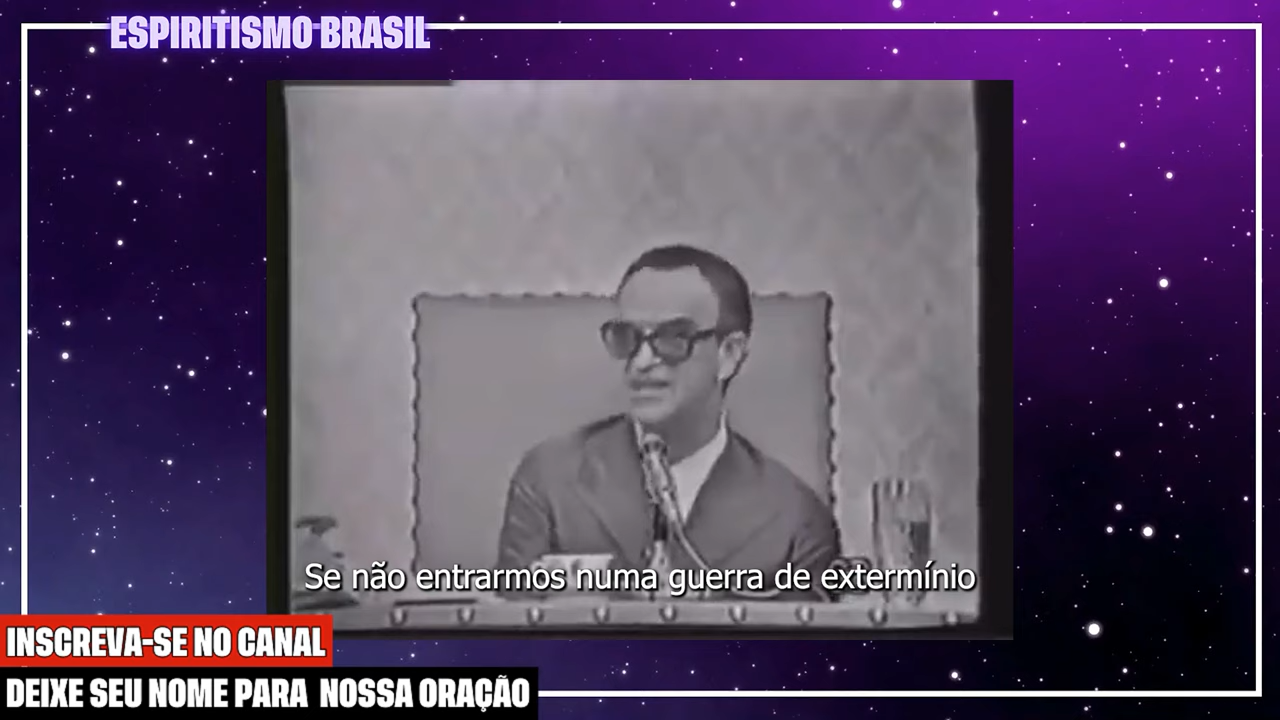 ESPIRITISMO BRASIL
Se não entrarmos numa guerra de extermínio
INSCREVA-SE NO CANAL
DEIXE SEU NOME PARA NOSSA ORAÇÃO